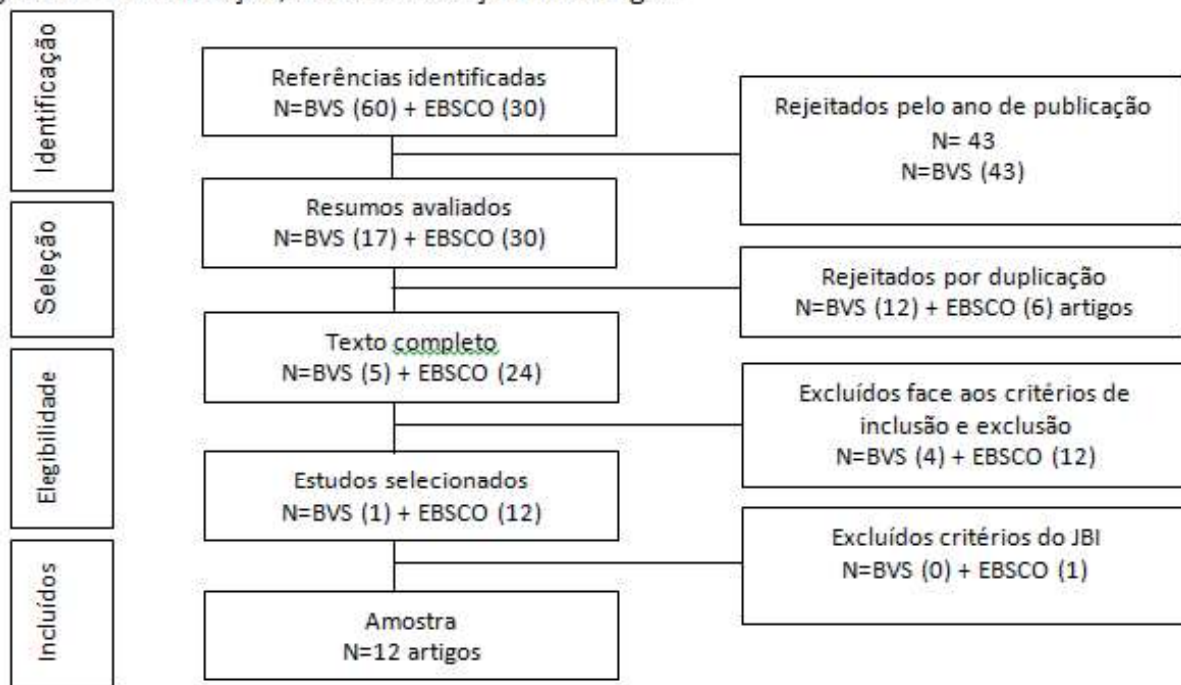 Identificação
Referências identificadas
N=BVS (60) + EBSCO (30)
Rejeitados pelo ano de publicação
N= 43
N=BVS (43)
Seleção
Resumos avaliados
N=BVS (17) + EBSCO (30)
Rejeitados por duplicação
N=BVS (12) + EBSCO (6) artigos
Elegibilidade
Texto completo
N=BVS (5) + EBSCO (24)
Excluídos face aos critérios de
inclusão e exclusão
N=BVS (4) + EBSCO (12)
Estudos selecionados
N=BVS (1) + EBSCO (12)
Excluídos critérios do JBI
N=BVS (0) + EBSCO (1)
Incluídos
Amostra
N=12 artigos